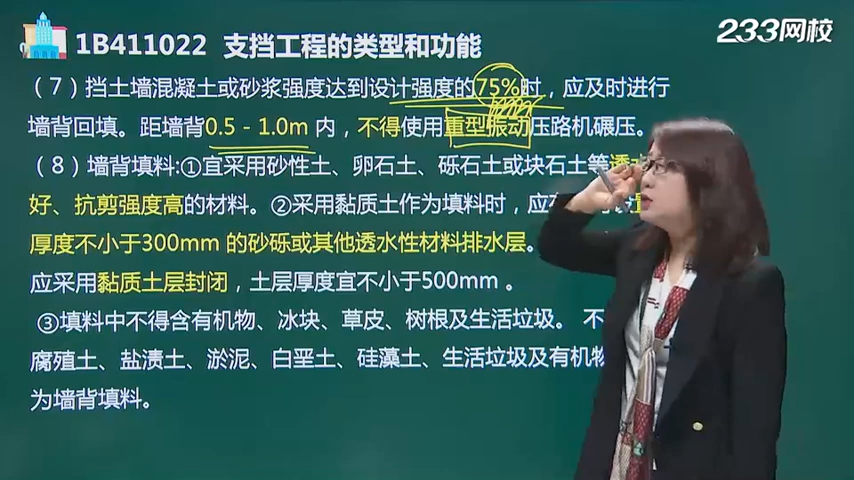 233网校
1B411022 支挡工程的类型和功能
（7）挡土墙混凝土或砂浆强度达到设计强度的75%时，应及时进行
墙背回填。距墙背0.5－1.0m 内，不得使用重型振动压路机碾压。
（8）墙背填料:①宜采用砂性土、卵石土、砾石土或块石土等透
好、抗剪强度高的材料。②采用黏质土作为填料时，应
厚度不小于300mm 的砂砾或其他透水性材料排水层。
应采用黏质土层封闭，土层厚度宜不小于500mm 。
③填料中不得含有机物、冰块、草皮、树根及生活垃圾。 不
腐殖土、盐渍土、淤泥、白垩土、硅藻土、生活垃圾及有机物
为墙背填料。